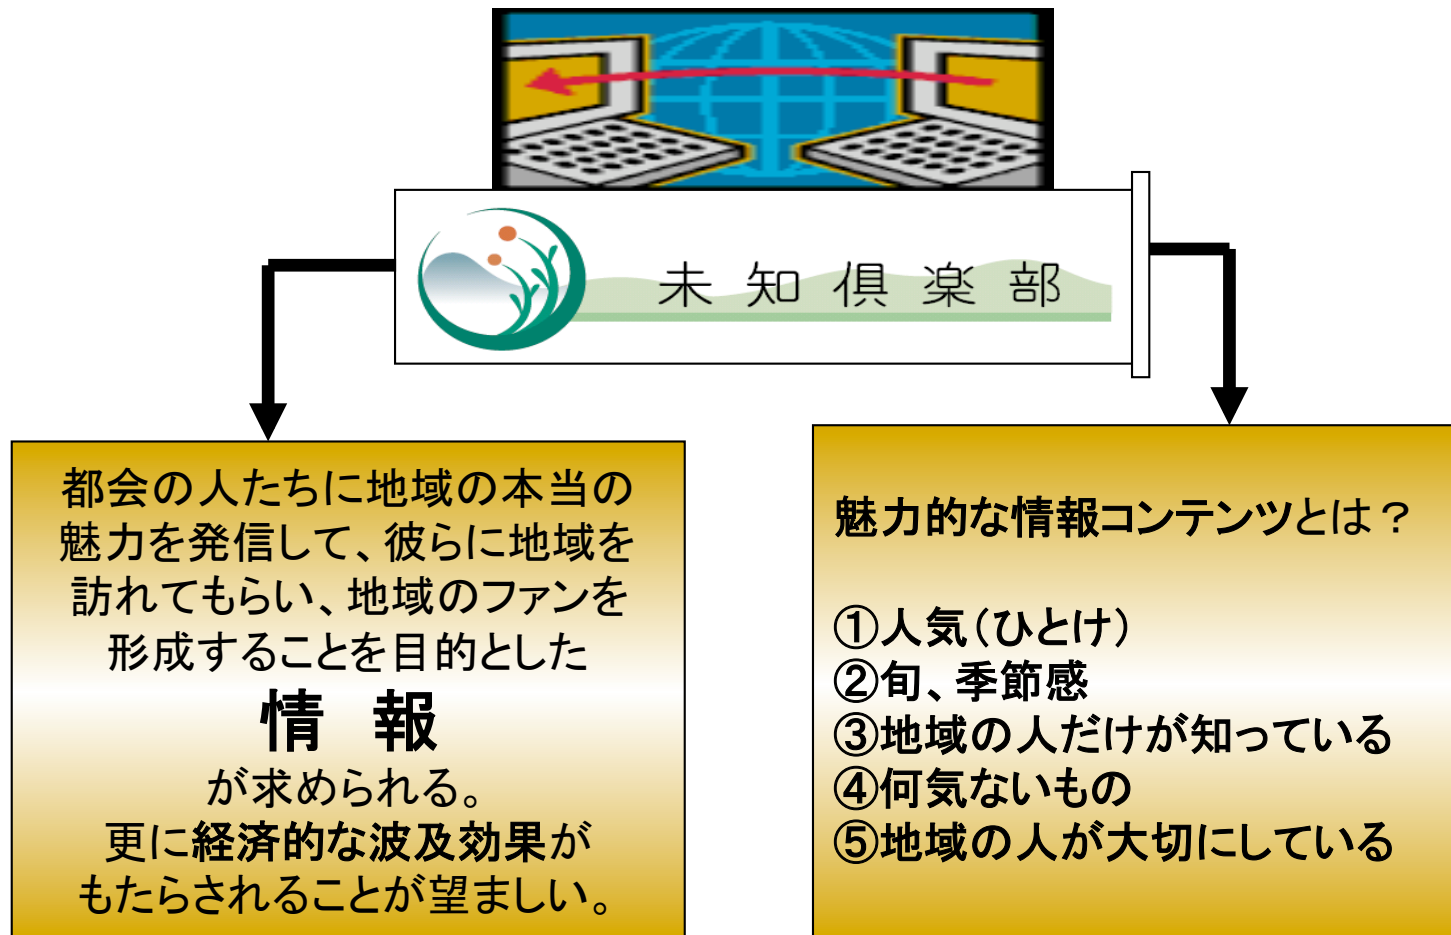 未知倶楽部
都会の人たちに地域の本当の
魅力を発信して、彼らに地域を
訪れてもらい、地域のファンを
形成することを目的とした
情　報
が求められる。
更に経済的な波及効果が
もたらされることが望ましい。
魅力的な情報コンテンツとは？
①人気（ひとけ）
②旬、季節感
③地域の人だけが知っている
④何気ないもの
⑤地域の人が大切にしている